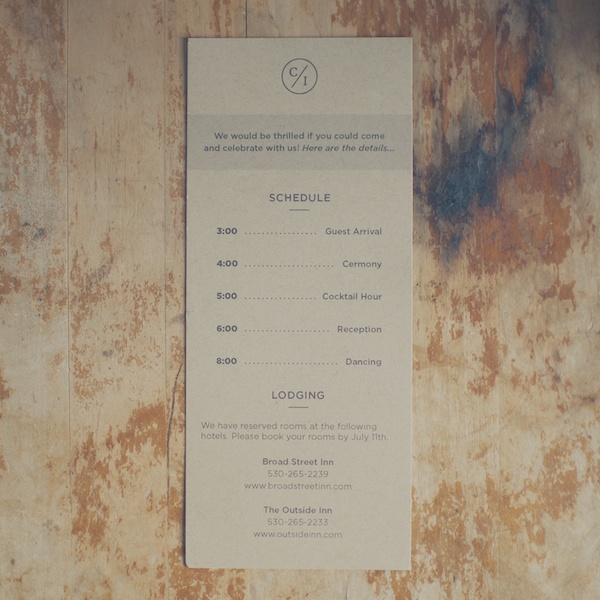 C/I
We would be thrilled if you could come
and celebrate with us! Here are the details...
SCHEDULE
3:00 .................. Guest Arrival
4:00 ...................... Cermony
5:00 .................. Cocktail Hour
6:00 ..................... Reception
8:00 ....................... Dancing
LODGING
We have reserved rooms at the following
hotels. Please book your rooms by July 11th.
Broad Street Inn
530-265-2239
www.broadstreetinn.com
The Outside Inn
530-265-2233
www.outsideinn.com